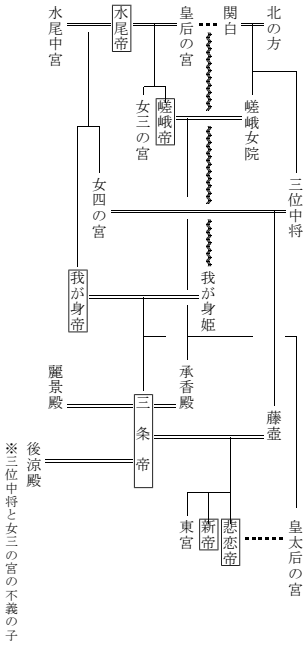 北の方
関白
皇后の宮
水尾帝
水尾中宮
三位中将
嵯峨女院
嵯峨帝
女三の宮
女四の宮
我が身姫
我が身帝
皇太后の宮
藤壺
承香殿
三条帝
麗景殿
後涼殿
悲恋帝
新帝
東宮
※三位中将と女三の宮の不義の子